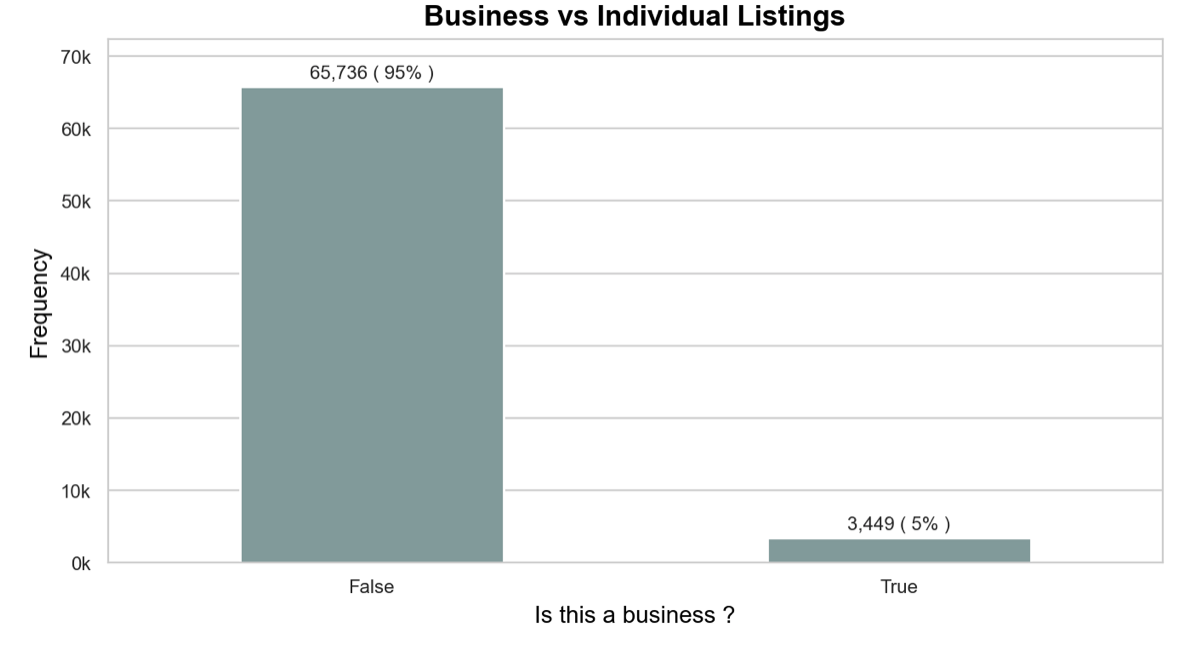 Business vs Individual Listings
70k
65,736 ( 95% )
60k
50k
40k
30k
20k
10k
3,449 ( 5% )
0k
Frequency
False
True
Is this a business ?